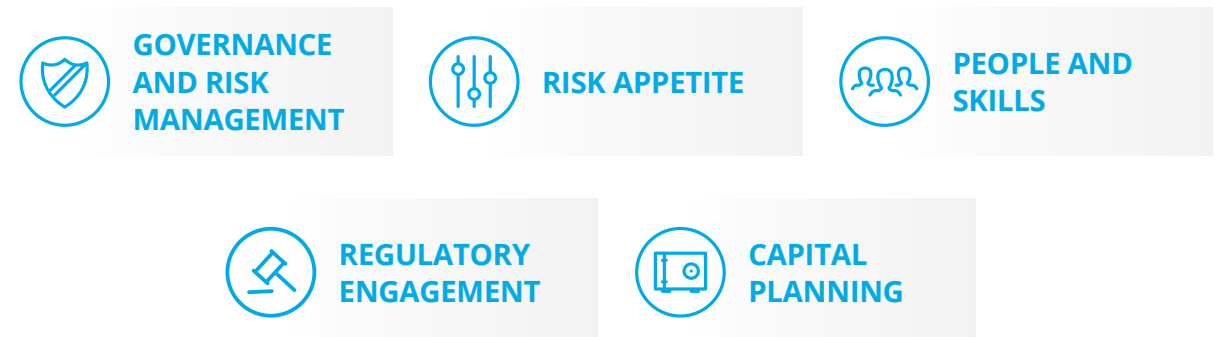 GOVERNANCE
AND RISK
MANAGEMENT
RISK APPETITE
PEOPLE AND
SKILLS
REGULATORY
ENGAGEMENT
CAPITAL
PLANNING